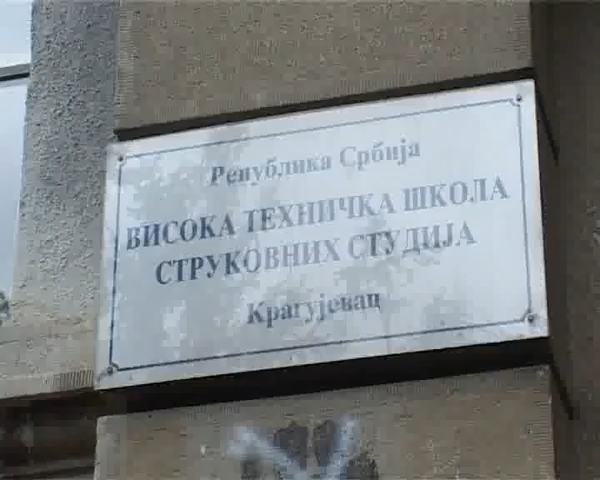 Република Србија
ВИСОКА ТЕХНИЧКА ШКОЛА
СТРУКОВНИХ СТУДИЈА
Крагујевац